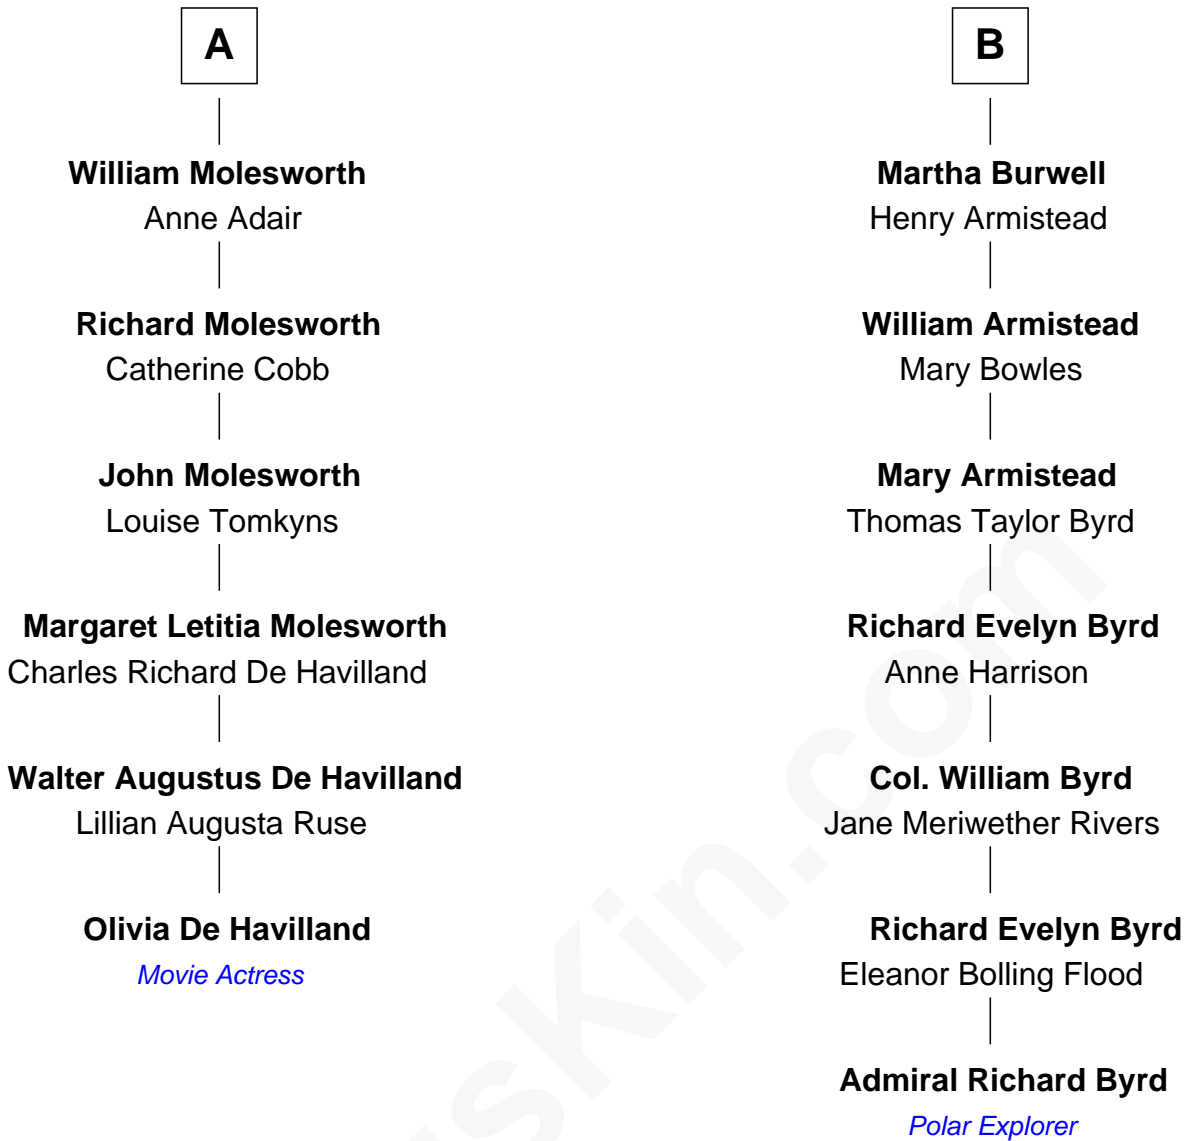 A
William Molesworth
Anne Adair
Richard Molesworth
Catherine Cobb
John Molesworth
Louise Tomkyns
Margaret Letitia Molesworth
Charles Richard De Havilland
Walter Augustus De Havilland
Lillian Augusta Ruse
Olivia De Havilland
Movie Actress
B
Martha Burwell
Henry Armistead
William Armistead
Mary Bowles
Mary Armistead
Thomas Taylor Byrd
Richard Evelyn Byrd
Anne Harrison
Col. William Byrd
Jane Meriwether Rivers
Richard Evelyn Byrd
Eleanor Bolling Flood
Admiral Richard Byrd
Polar Explorer
usKin.com